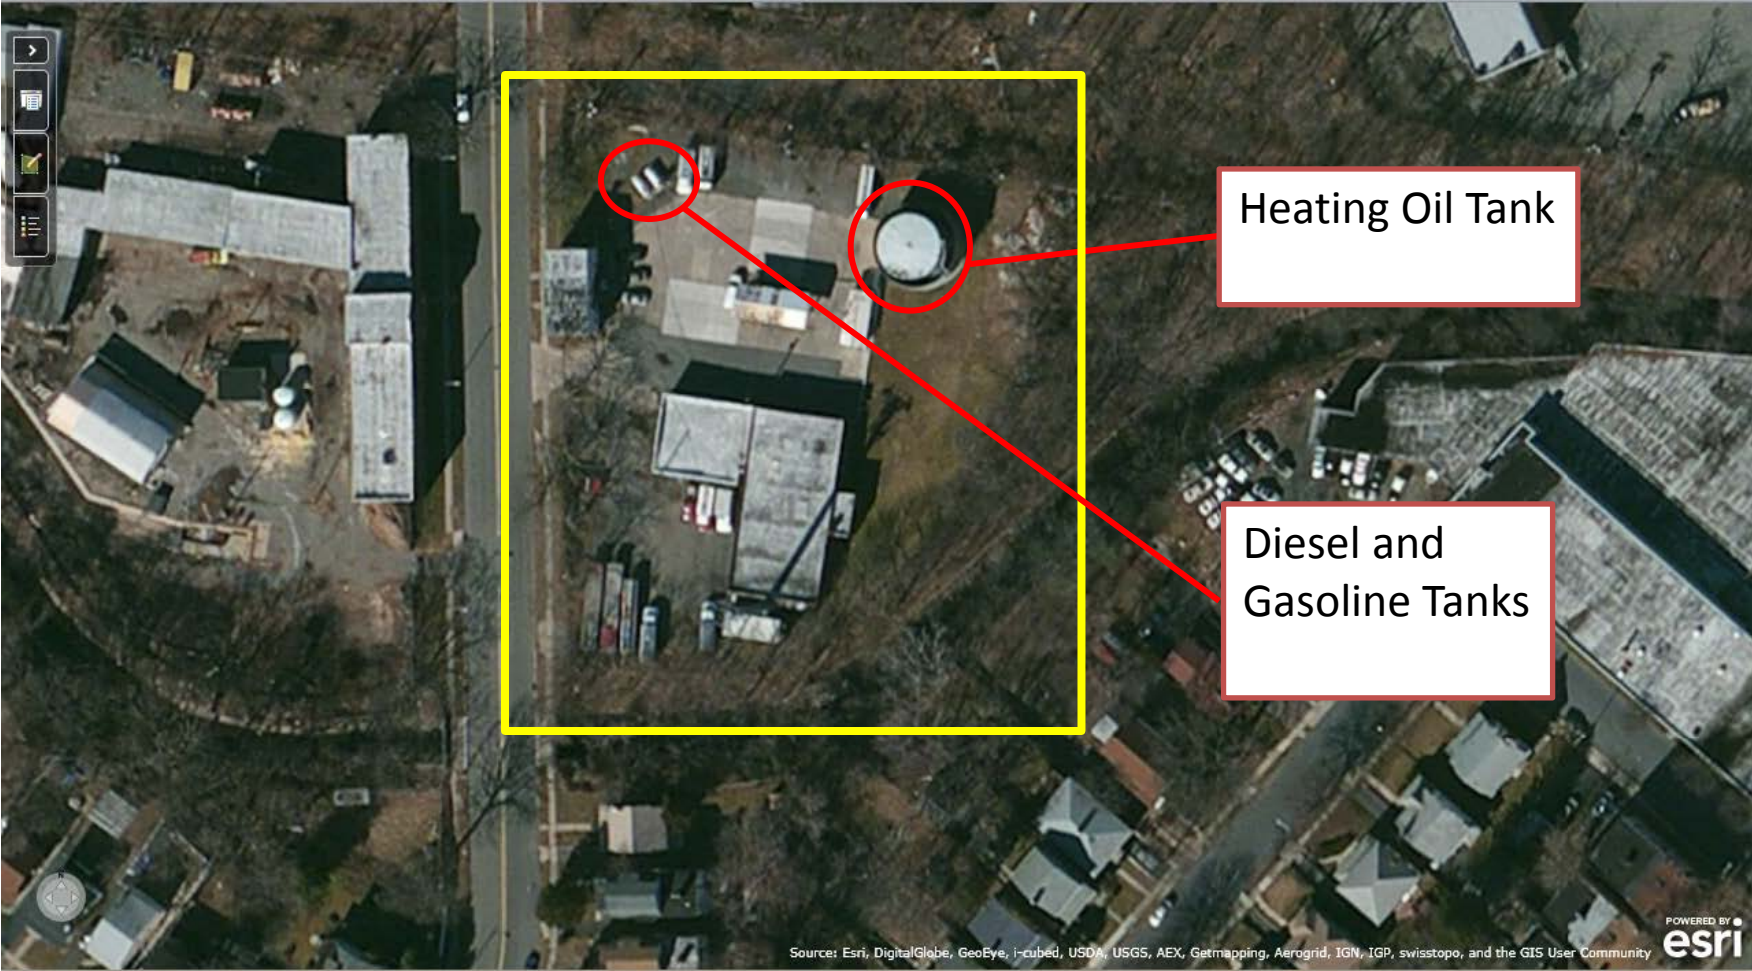 Heating Oil Tank
Diesel and
Gasoline Tanks
N
POWERED BY
esri
Source: Esri, DigitalGlobe, GeoEye, i-cubed, USDA, USGS, AEX, Getmapping, Aerogrid, IGN, IGP, swisstopo, and the GIS User Community